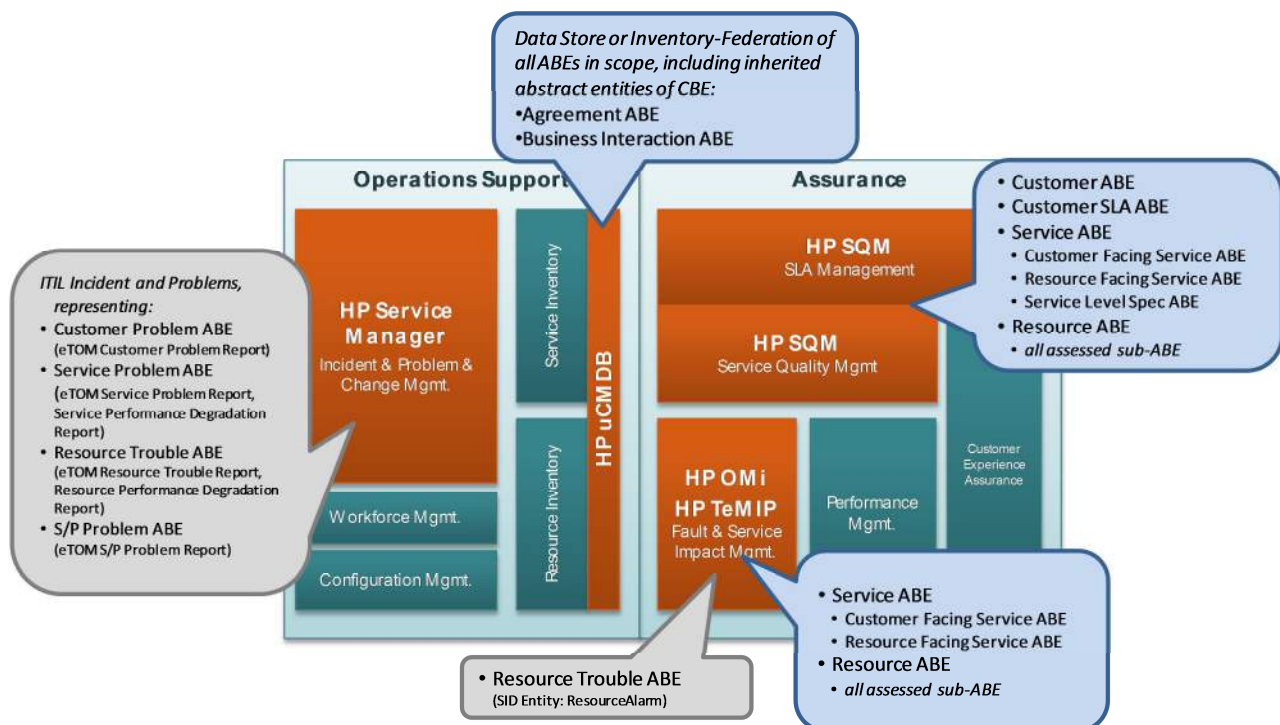 Data Store or Inventory-Federation of
all ABEs in scope, including inherited
abstract entities of CBE:
•Agreement ABE
•Business Interaction ABE
Operations Support
Assurance
ITIL Incident and Problems,
representing:
• Customer Problem ABE
(eTOM Customer Problem Report)
• Service Problem ABE
(eTOM Service Problem Report,
Service Performance Degradation
Report)
• Resource Trouble ABE
(eTOM Resource Trouble Report,
Resource Performance Degradation
Report)
• S/P Problem ABE
(eTOM S/P Problem Report)
HP Service
Manager
Incident & Problem &
Change Mgmt.
Workforce Mgmt.
Configuration Mgmt.
Service Inventory
Resource Inventory
HP uCMDB
HP SQM
SLA Management
HP SQM
Service Quality Mgmt
HP OMi
HP TeMIP
Fault & Service
Impact Mgmt.
Performance
Mgmt.
Customer
Experience
Assurance
• Customer ABE
• Customer SLA ABE
• Service ABE
• Customer Facing Service ABE
• Resource Facing Service ABE
• Service Level Spec ABE
• Resource ABE
• all assessed sub-ABE
• Service ABE
• Customer Facing Service ABE
• Resource Facing Service ABE
• Resource ABE
• all assessed sub-ABE
• Resource Trouble ABE
(SID Entity: ResourceAlarm)